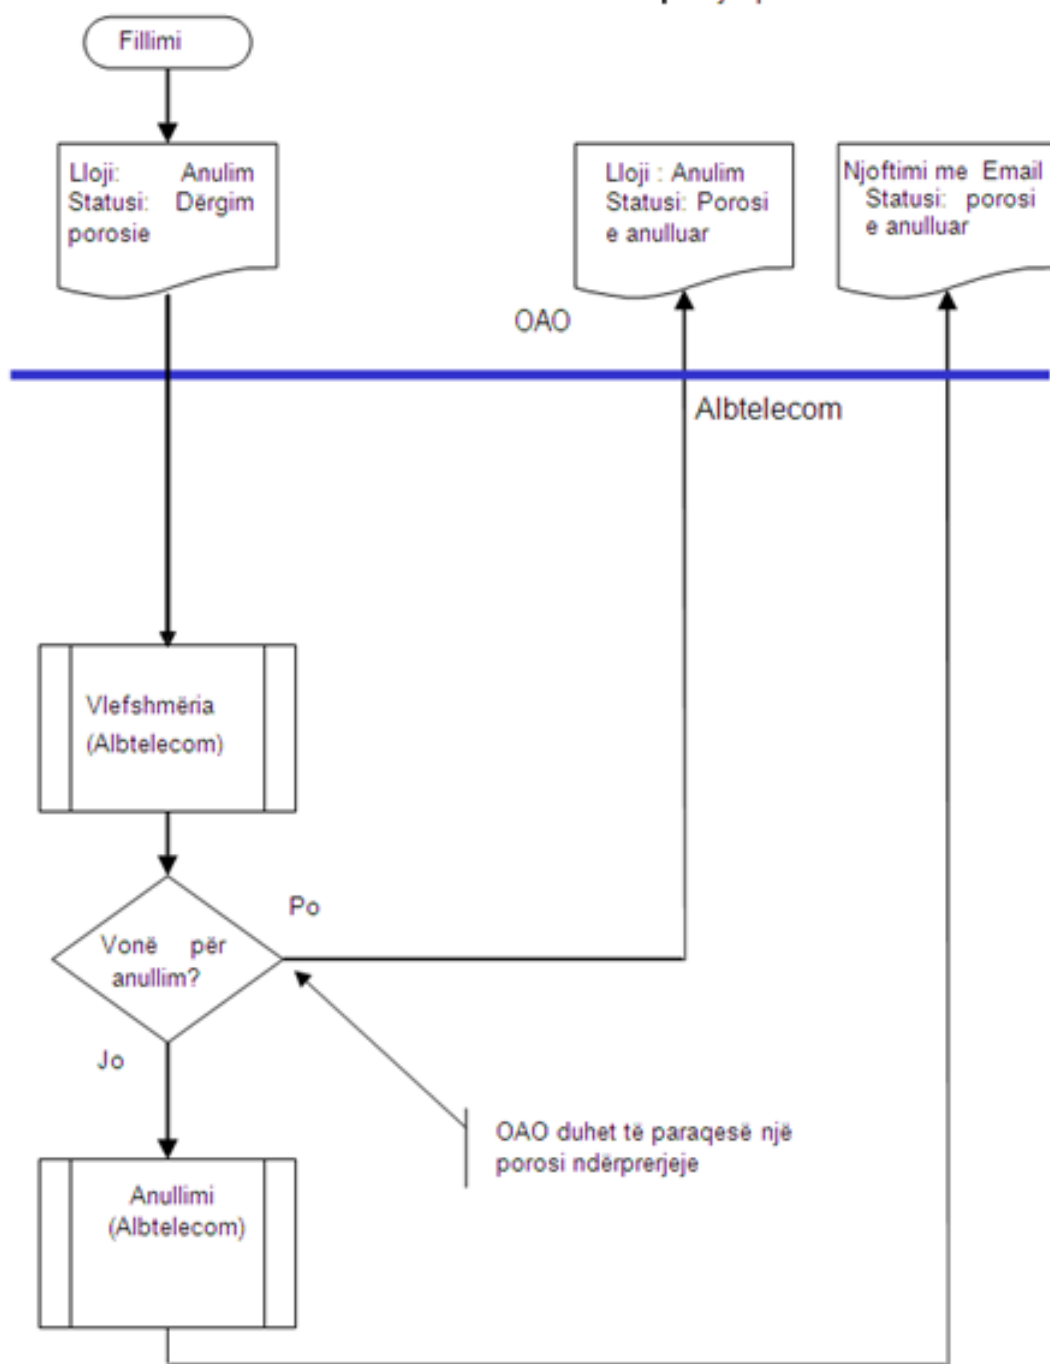 Fillimi
Lloji: Anulim
Statusi: Dërgim
porosie
Lloji : Anulim
Statusi: Porosi
e anulluar
Njoftimi me Email
Statusi: porosi
e anulluar
OAO
Albtelecom
Vlefshmëria
(Albtelecom)
Po
Vonë për
anullim?
Jo
OAO duhet të paraqesë një
porosi ndërprerjeje
Anullimi
(Albtelecom)